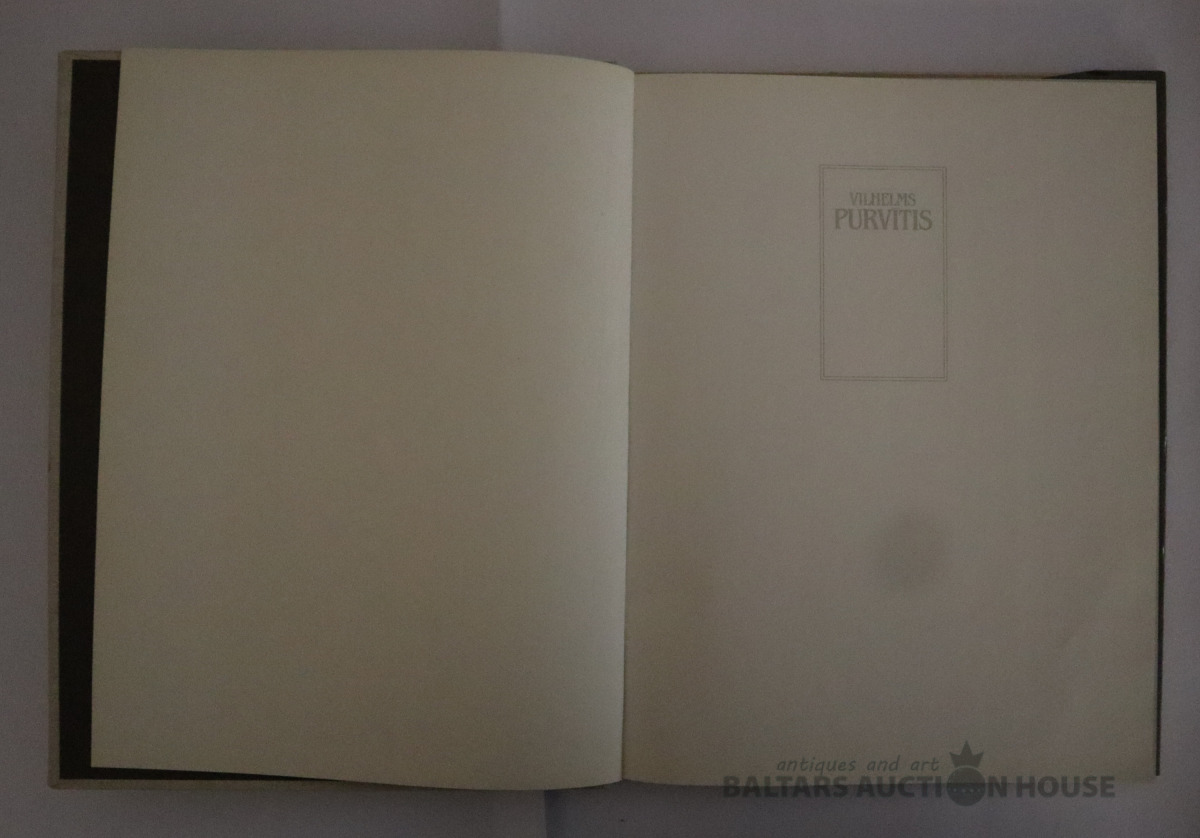 VILHELMS
PURVITIS
antiques and art
BALTARS AUCTION HOUSE